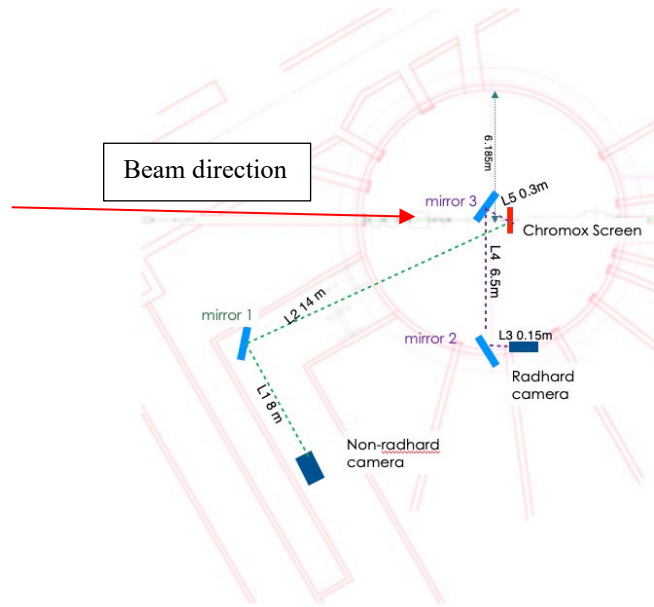 Beam direction
6.185m
mirror 3
L5 0.3m
Chromox Screen
L4 6.5m
L2 14 m
mirror 1
mirror 2
L3 0.15m
Radhard
camera
L1 8 m
Non-radhard
camera